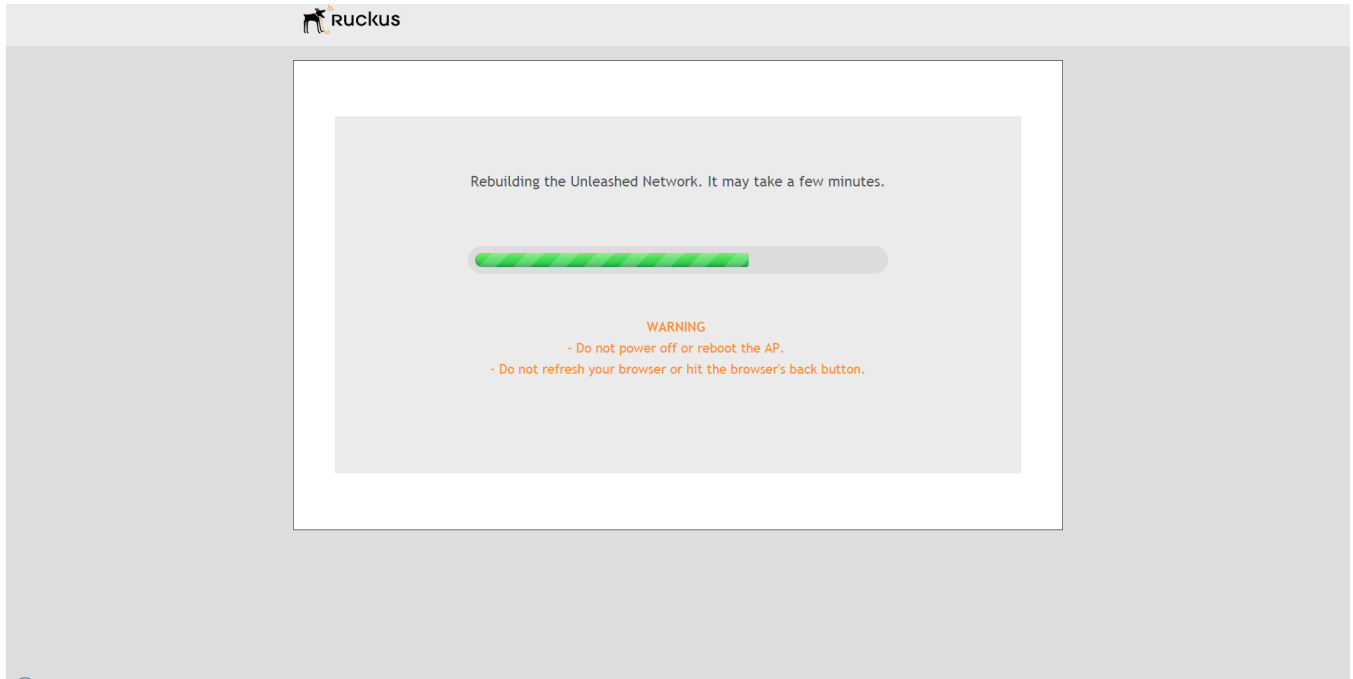 Ruckus
Rebuilding the Unleashed Network. It may take a few minutes.
WARNING
- Do not power off or reboot the AP.
- Do not refresh your browser or hit the browser's back button.